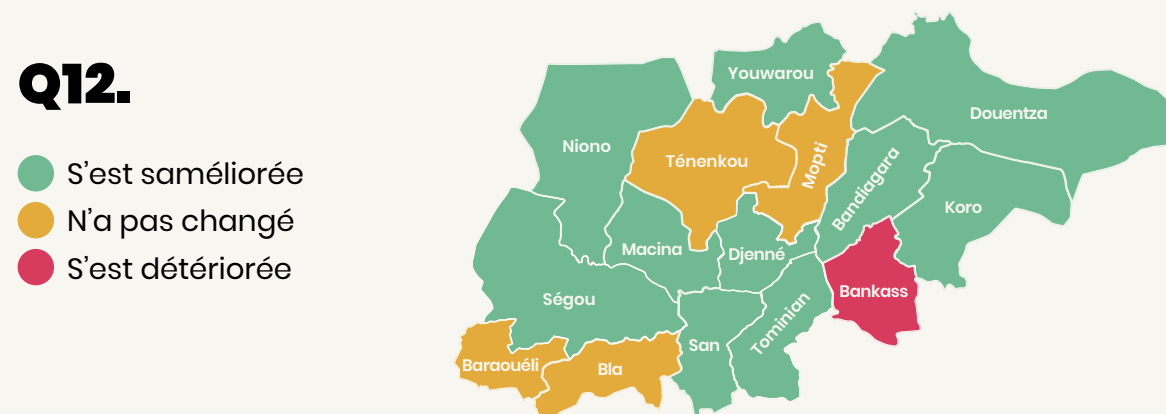 Q12.
S’est saméliorée
N’a pas changé
S’est détériorée
Youwarou
Douentza
Niono
Ténenkou
Mopti
Bandiagara
Koro
Macina
Djenné
Bankass
Ségou
Tominian
San
Baraouéli
Bla